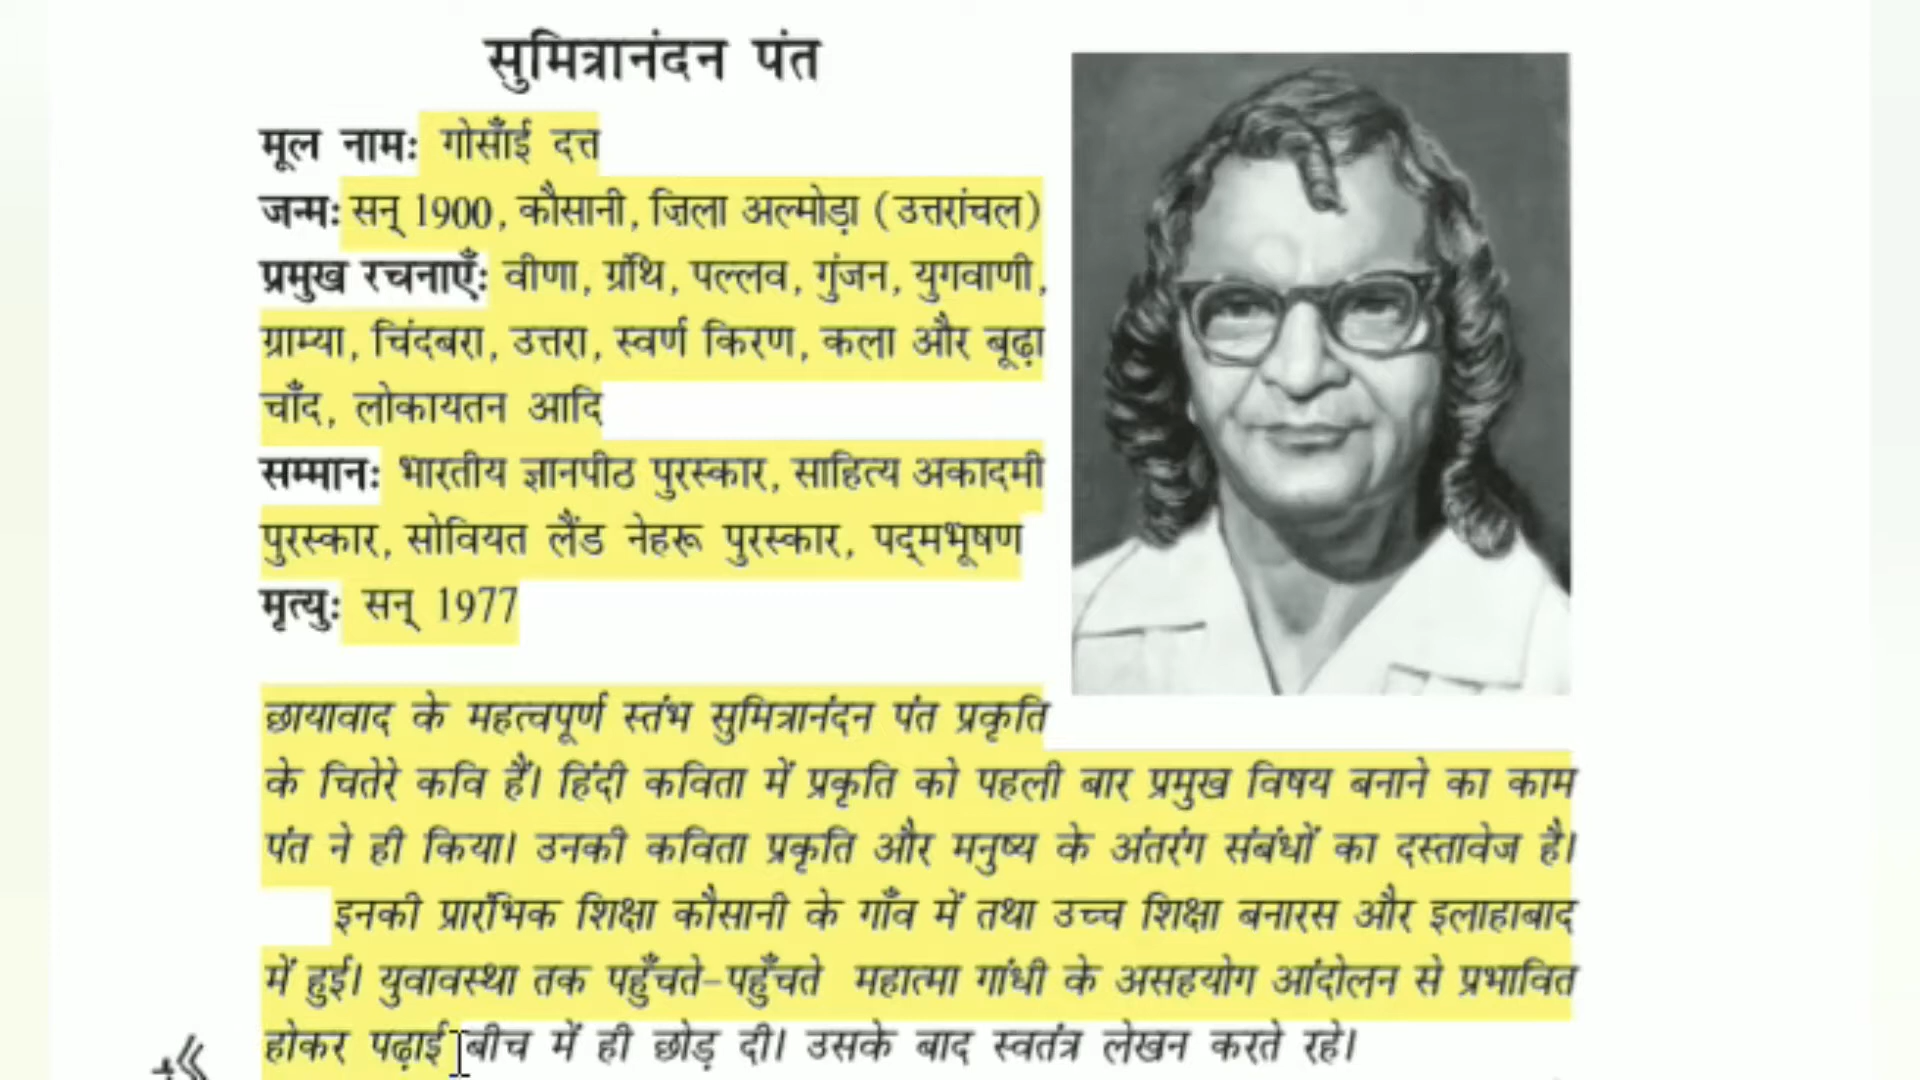 सुमित्रानंदन पंत
मूल नामः गोसाँई दत्त
जन्मः सन् 1900, कौसानी, ज़िला अल्मोड़ा (उत्तरांचल)
प्रमुख रचनाएँः वीणा, ग्रंथि, पल्लव, गुंजन, युगवाणी,
ग्राम्या, चिंदबरा, उत्तरा, स्वर्ण किरण, कला और बूढ़ा
चाँद, लोकायतन आदि
सम्मानः भारतीय ज्ञानपीठ पुरस्कार, साहित्य अकादमी
पुरस्कार, सोवियत लैंड नेहरू पुरस्कार, पद्मभूषण
मृत्युः सन् 1977
छायावाद के महत्वपूर्ण स्तंभ सुमित्रानंदन पंत प्रकृति
के चितेरे कवि हैं। हिंदी कविता में प्रकृति को पहली बार प्रमुख विषय बनाने का काम
पंत ने ही किया। उनकी कविता प्रकृति और मनुष्य के अंतरंग संबंधों का दस्तावेज है।
इनकी प्रारंभिक शिक्षा कौसानी के गाँव में तथा उच्च शिक्षा बनारस और इलाहाबाद
में हुई। युवावस्था तक पहुँचते-पहुँचते महात्मा गांधी के असहयोग आंदोलन से प्रभावित
होकर पढ़ाई बीच में ही छोड़ दी। उसके बाद स्वतंत्र लेखन करते रहे।